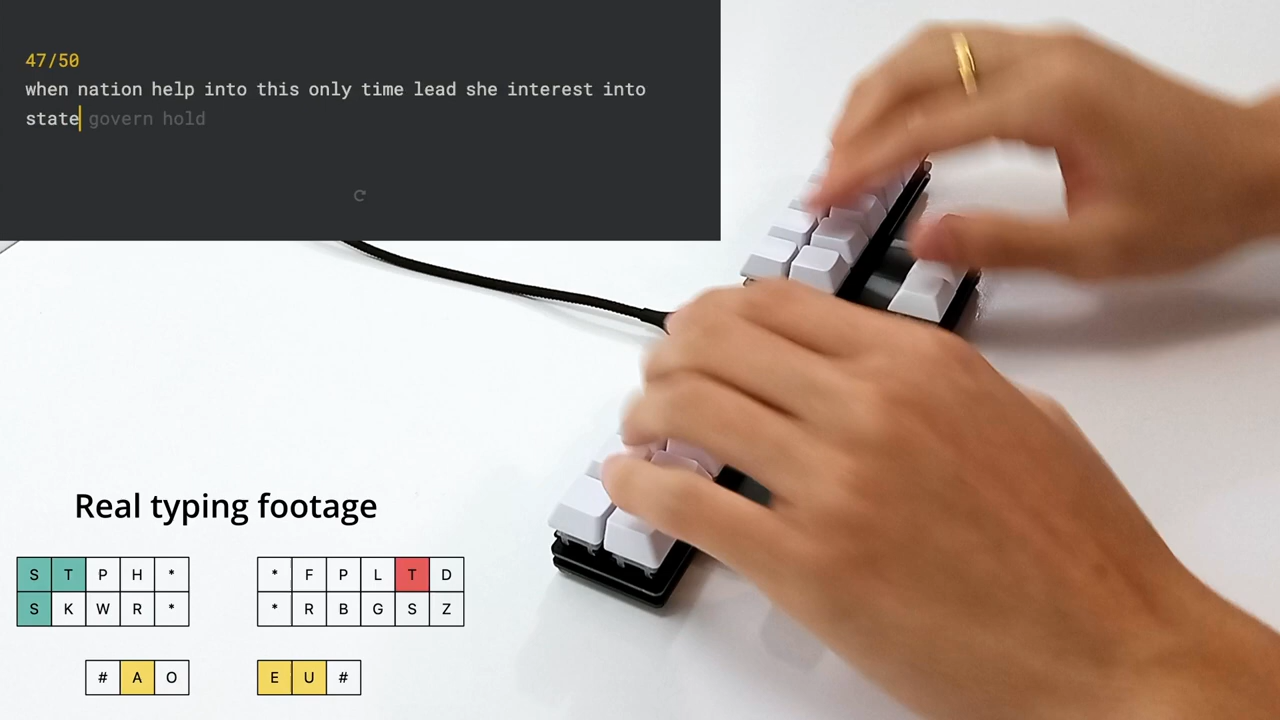 47/50
when nation help into this only time lead she interest into
state govern hold
Real typing footage
S T P H * * F P L T D
S K W R * * R B G S Z
# A O E U #